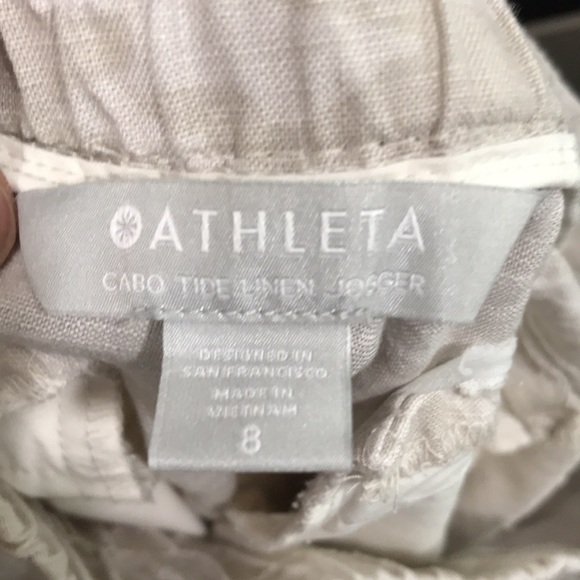 ATHLETA
CABO TIDE LINEN JOGGER
DESIGNED IN
SAN FRANCISCO
MADE IN
VIETNAM
8